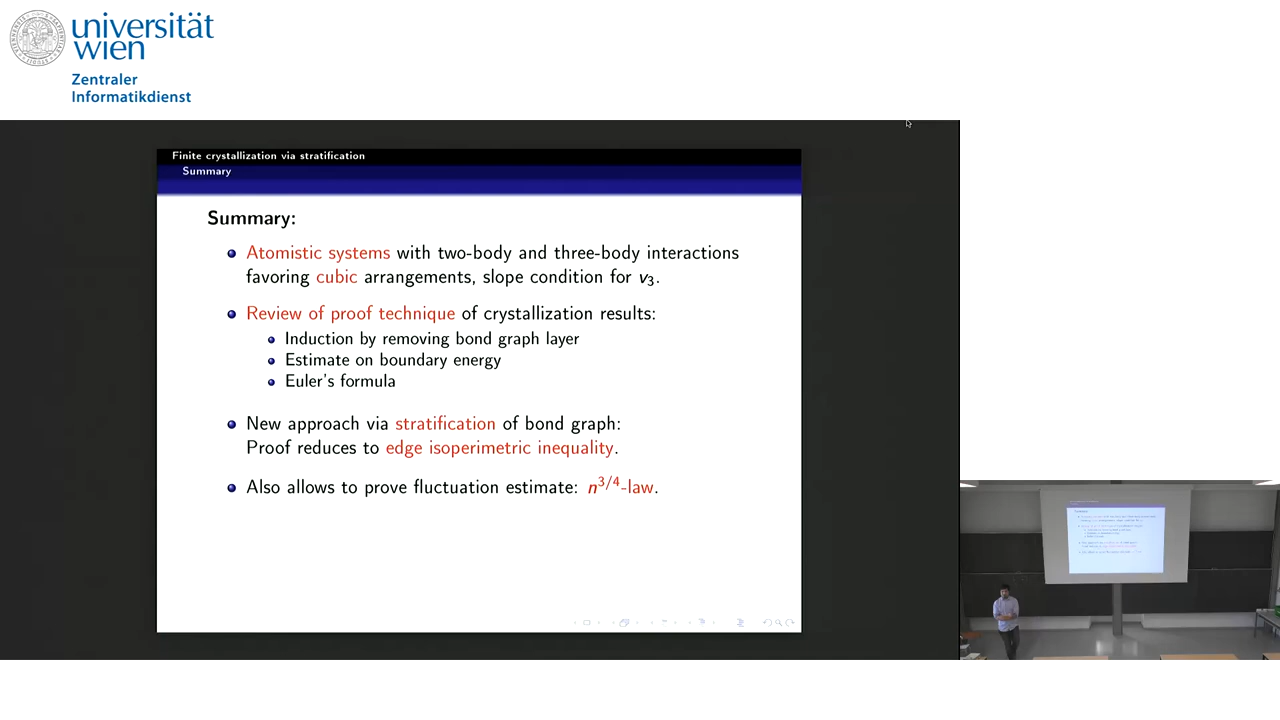 universität
wien
Zentraler
Informatikdienst
Finite crystallization via stratification
Summary
Summary:
Atomistic systems with two-body and three-body interactions
favoring cubic arrangements, slope condition for v₃.
Review of proof technique of crystallization results:
Induction by removing bond graph layer
Estimate on boundary energy
Euler's formula
New approach via stratification of bond graph:
Proof reduces to edge isoperimetric inequality.
Also allows to prove fluctuation estimate: n^{3/4}-law.